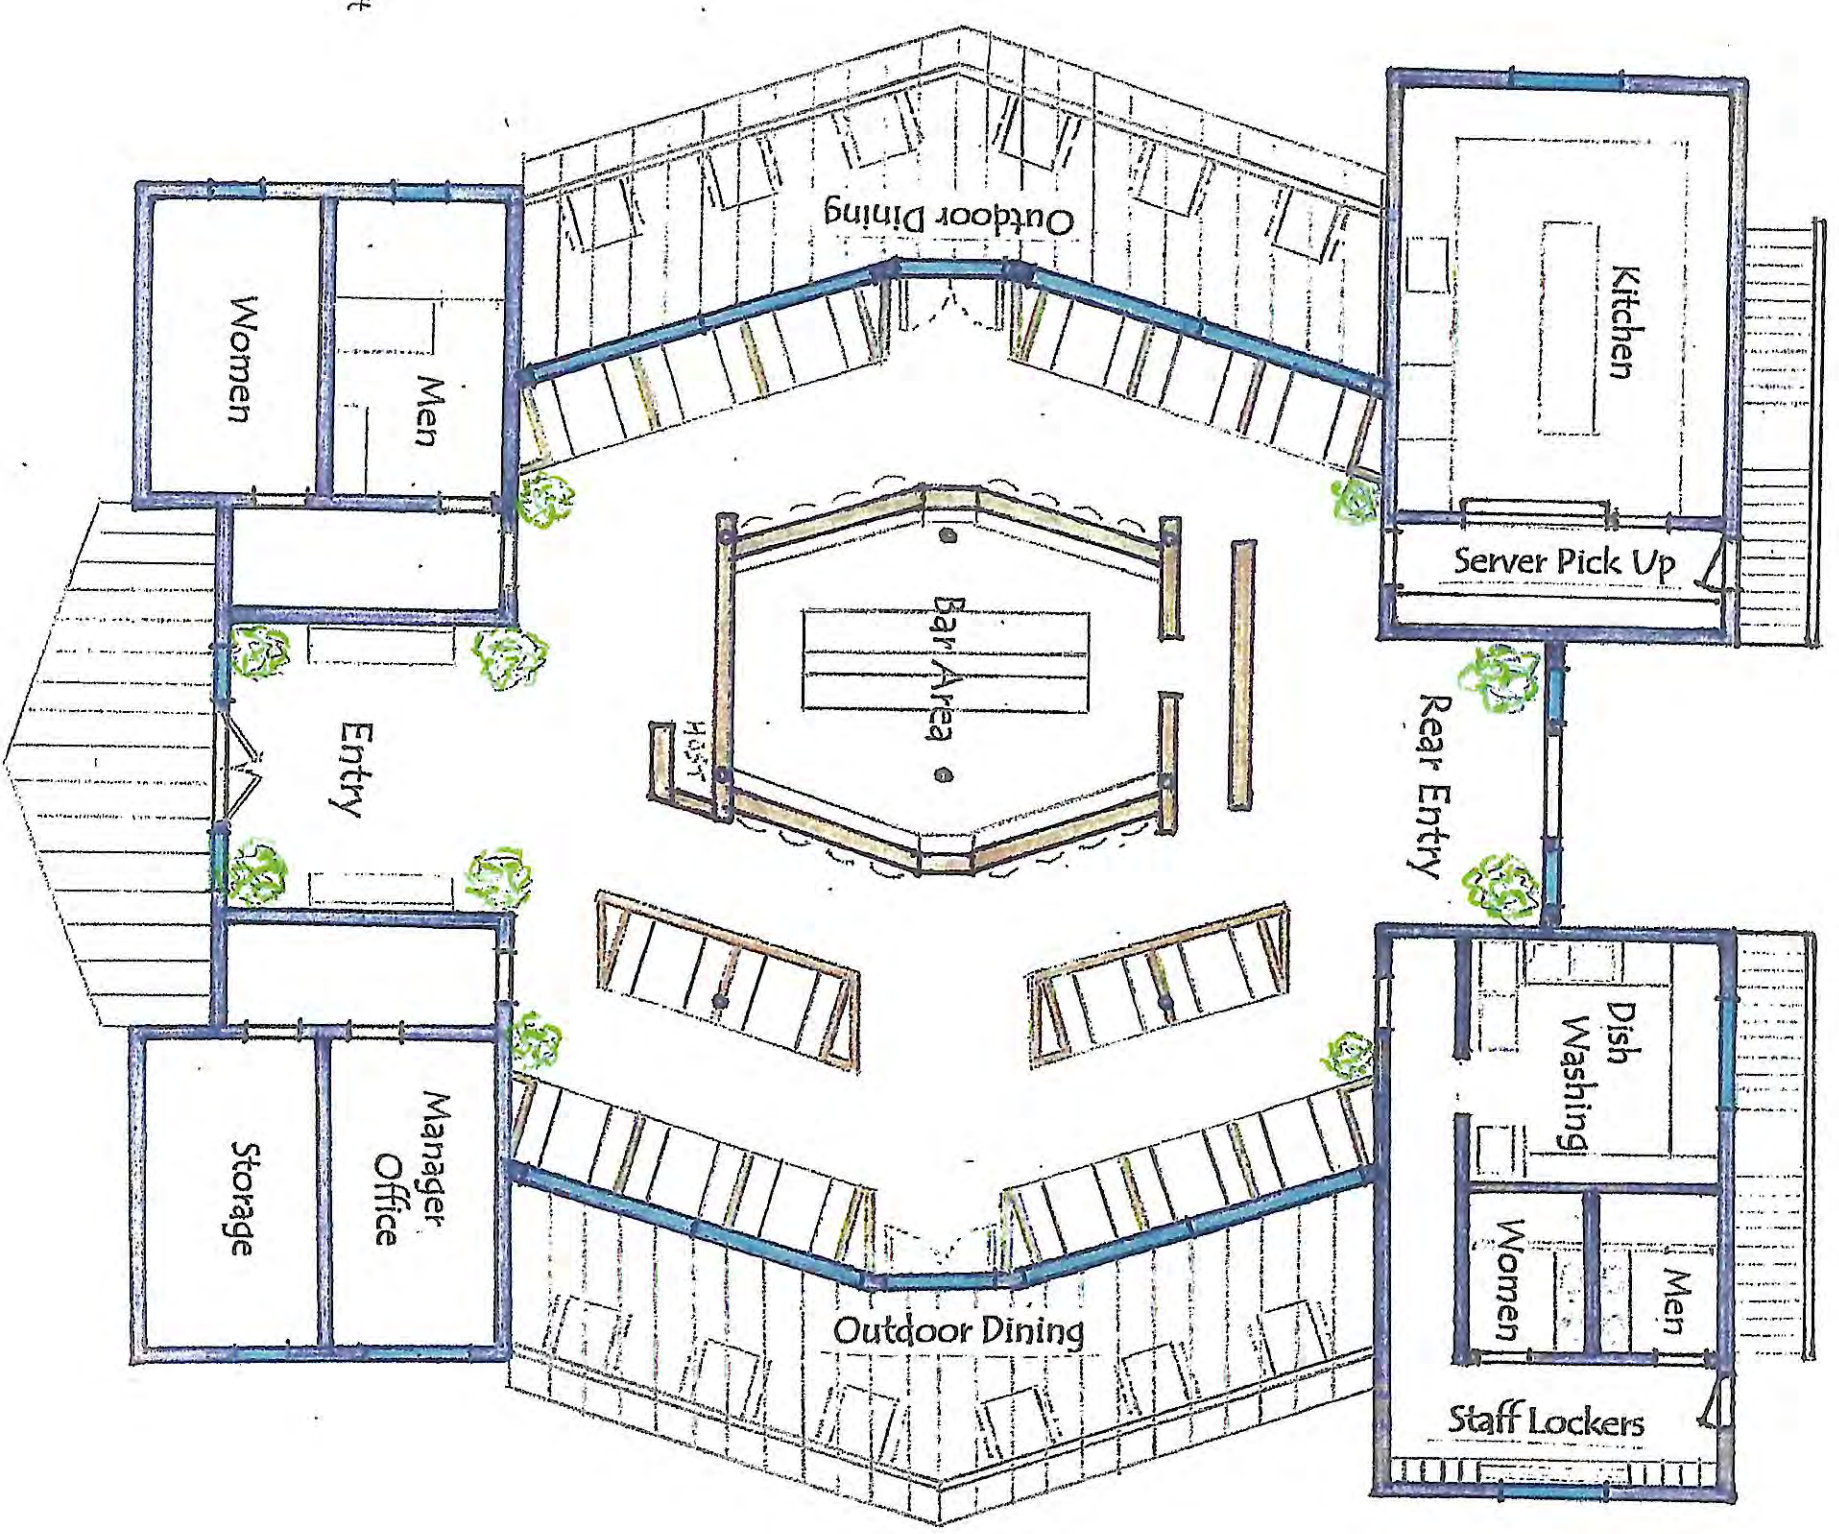 Outdoor Dining
Kitchen
Women
Men
Server Pick Up
Bar Area
Host
Entry
Rear Entry
Dish
Washing
Manager
Office
Storage
Women
Men
Outdoor Dining
Staff Lockers